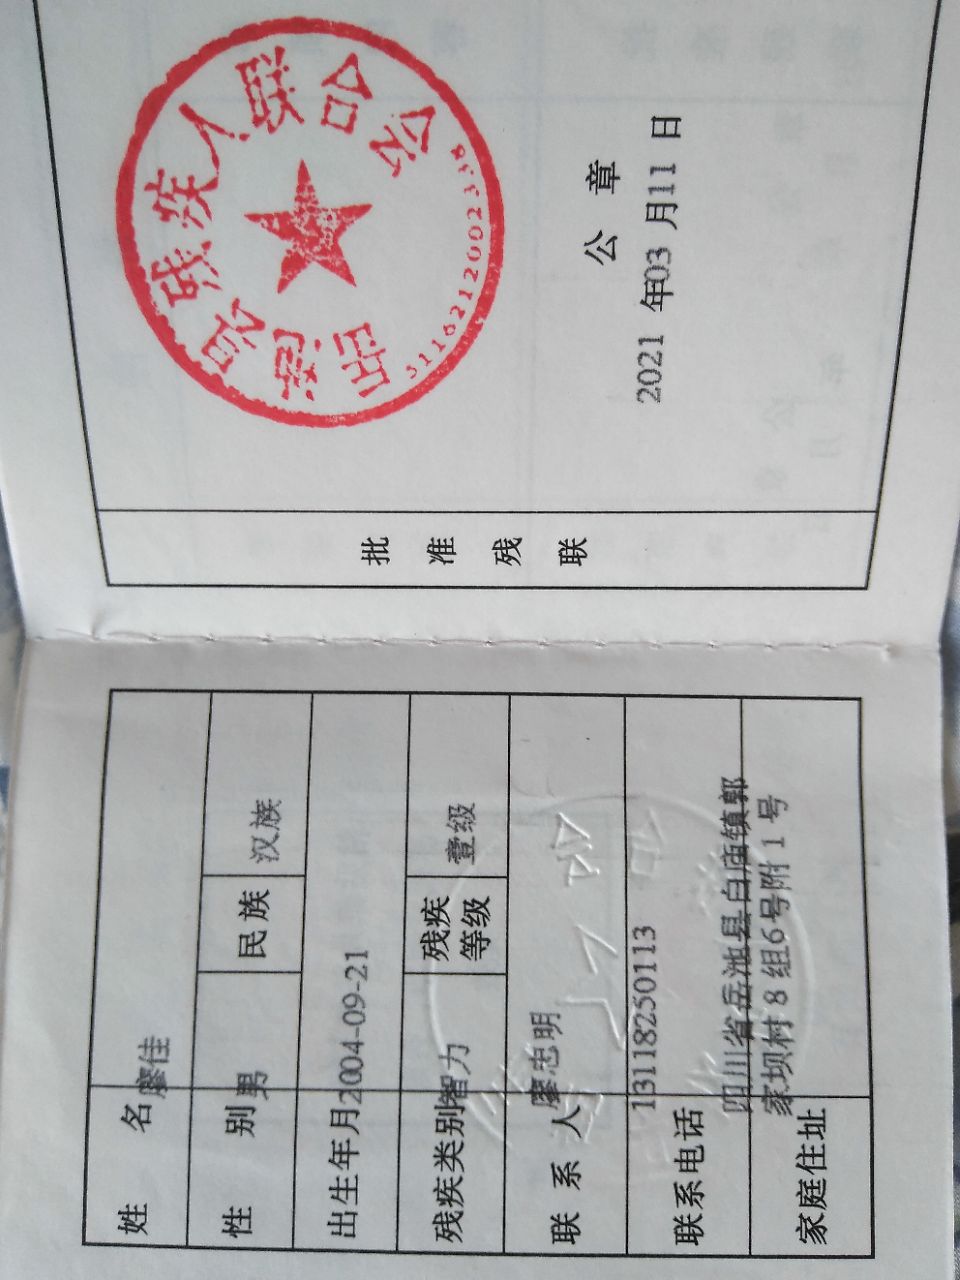 姓名 廖佳
性别 男 民族 汉族
出生年月 2004-09-21
残疾类别 智力 残疾等级 壹级
联系人 廖忠明
联系电话 13118250113
家庭住址 四川省岳池县白庙镇郭
家坝村8组6号附1号
批准残联
岳池县残疾人联合会
公章
2021年03月11日